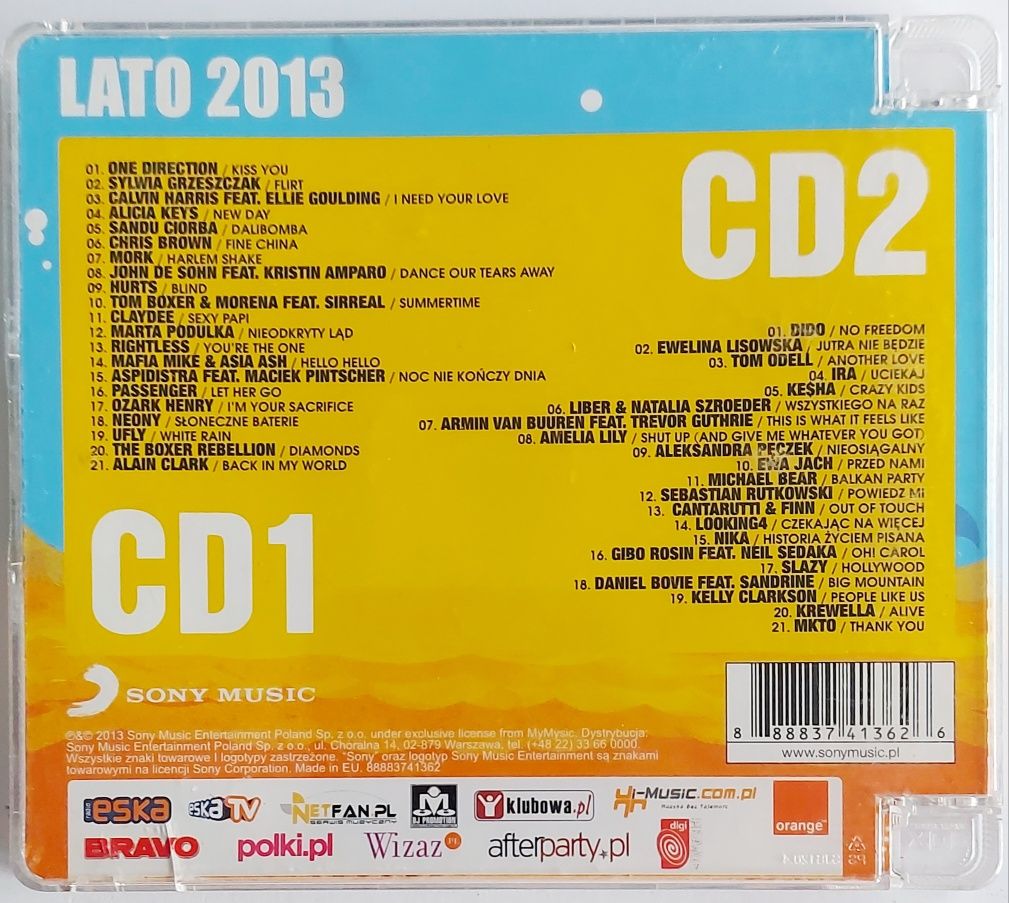 LATO 2013
01. ONE DIRECTION / KISS YOU
02. SYLWIA GRZESZCZAK / FLIRT
03. CALVIN HARRIS FEAT. ELLIE GOULDING / I NEED YOUR LOVE
04. ALICIA KEYS / NEW DAY
05. SANDU CIORBA / DALIBOMBA
06. CHRIS BROWN / FINE CHINA
07. MORK / HARLEM SHAKE
08. JOHN DE SOHN FEAT. KRISTIN AMPARO / DANCE OUR TEARS AWAY
09. HURTS / BLIND
10. TOM BOXER & MORENA FEAT. SIRREAL / SUMMERTIME
11. CLAYDEE / SEXY PAPI
12. MARTA PODULKA / NIEODKRYTY LĄD
13. RIGHTLESS / YOU'RE THE ONE
14. MAFIA MIKE & ASIA ASH / HELLO HELLO
15. ASPIDISTRA FEAT. MACIEK PINTSCHER / NOC NIE KOŃCZY DNIA
16. PASSENGER / LET HER GO
17. OZARK HENRY / I'M YOUR SACRIFICE
18. NEONY / SŁONECZNE BATERIE
19. UFLY / WHITE RAIN
20. THE BOXER REBELLION / DIAMONDS
21. ALAIN CLARK / BACK IN MY WORLD
CD1
CD2
01. DIDO / NO FREEDOM
02. EWELINA LISOWSKA / JUTRA NIE BĘDZIE
03. TOM ODELL / ANOTHER LOVE
04 IRA / UCIEKAJ
05. KE$HA / CRAZY KIDS
06. LIBER & NATALIA SZROEDER / WSZYSTKIEGO NA RAZ
07. ARMIN VAN BUUREN FEAT. TREVOR GUTHRIE / THIS IS WHAT IT FEELS LIKE
08. AMELIA LILY / SHUT UP (AND GIVE ME WHATEVER YOU GOT)
09. ALEKSANDRA PĘCZEK / NIEOSIĄGALNY
10. EWA JACH / PRZED NAMI
11. MICHAEL BEAR / BALKAN PARTY
12. SEBASTIAN RUTKOWSKI / POWIEDZ MI
13. CANTARUTTI & FINN / OUT OF TOUCH
14. LOOKING4 / CZEKAJĄC NA WIĘCEJ
15. NIKA / HISTORIA ŻYCIEM PISANA
16. GIBO ROSIN FEAT. NEIL SEDAKA / OH! CAROL
17. SLAZY / HOLLYWOOD
18. DANIEL BOVIE FEAT. SANDRINE / BIG MOUNTAIN
19. KELLY CLARKSON / PEOPLE LIKE US
20. KREWELLA / ALIVE
21. MKTO / THANK YOU
SONY MUSIC
℗&© 2013 Sony Music Entertainment Poland Sp. z o.o. under exclusive license from MyMusic. Dystrybucja:
Sony Music Entertainment Poland Sp. z o.o., ul. Choralna 14, 02-879 Warszawa, tel. (+48 22) 33 66 0000.
Wszystkie znaki towarowe I logotypy zastrzeżone. "Sony" oraz logotyp Sony Music Entertainment są znakami
towarowymi na licencji Sony Corporation. Made in EU. 88883741362
8 88837 41362 6
www.sonymusic.pl
radio eska
eska TV
NETFAN.PL
SERWIS MUZYCZNY
DJ PROMOTION
klubowa.pl
Hi-Music.com.pl
Muzyka Bez Tajemnic
orange™
BRAVO
polki.pl
Wizaz.PL
afterparty.pl
digi